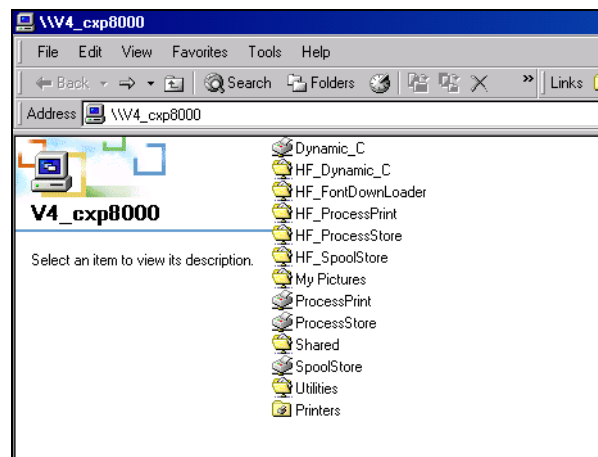 \\V4_cxp8000
File Edit View Favorites Tools Help
Back Search Folders » Links
Address \\V4_cxp8000
V4_cxp8000
Select an item to view its description.
Dynamic_C
HF_Dynamic_C
HF_FontDownLoader
HF_ProcessPrint
HF_ProcessStore
HF_SpoolStore
My Pictures
ProcessPrint
ProcessStore
Shared
SpoolStore
Utilities
Printers